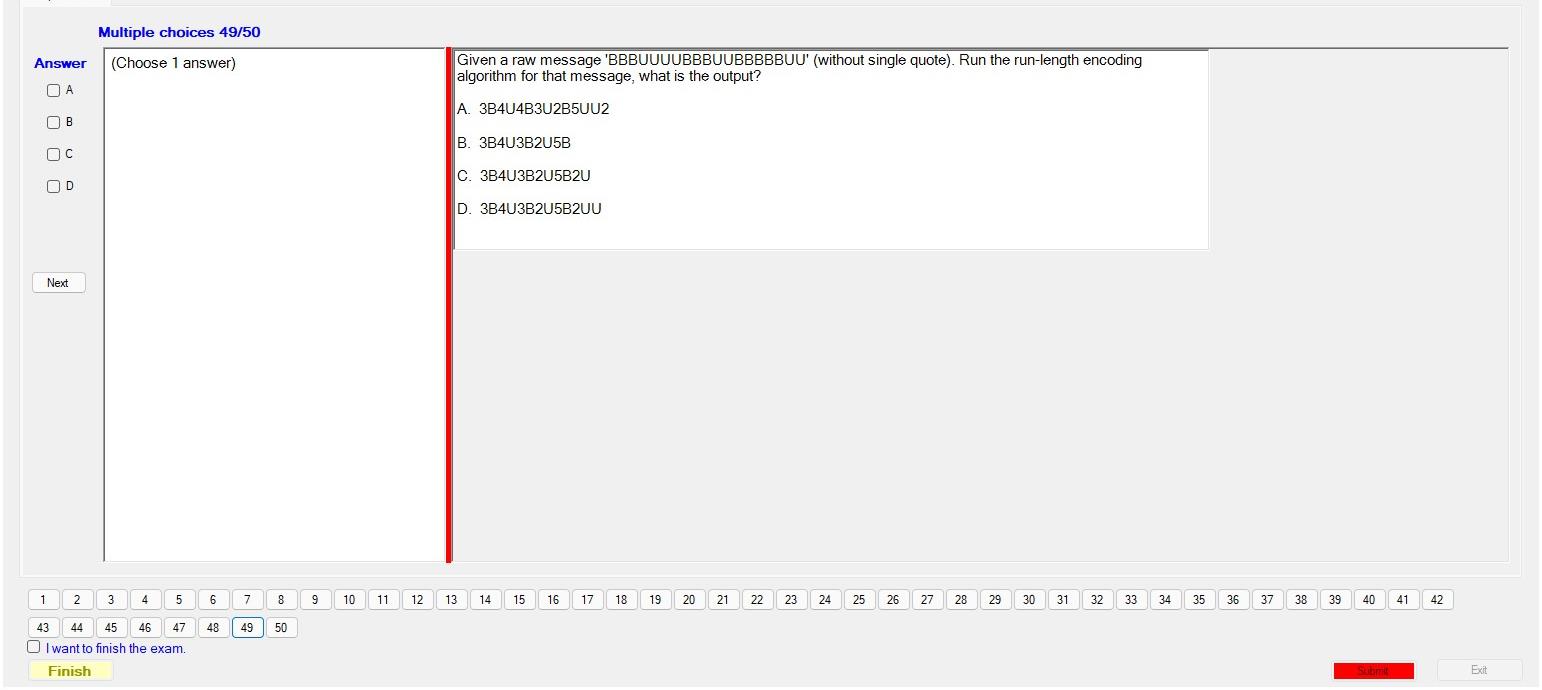 Multiple choices 49/50
Answer
(Choose 1 answer)
A
B
C
D
Next
Given a raw message 'BBBUUUUBBBUUBBBBBUU' (without single quote). Run the run-length encoding
algorithm for that message, what is the output?
A. 3B4U4B3U2B5UU2
B. 3B4U3B2U5B
C. 3B4U3B2U5B2U
D. 3B4U3B2U5B2UU
1 2 3 4 5 6 7 8 9 10 11 12 13 14 15 16 17 18 19 20 21 22 23 24 25 26 27 28 29 30 31 32 33 34 35 36 37 38 39 40 41 42
43 44 45 46 47 48 49 50
I want to finish the exam.
Finish
Submit
Exit